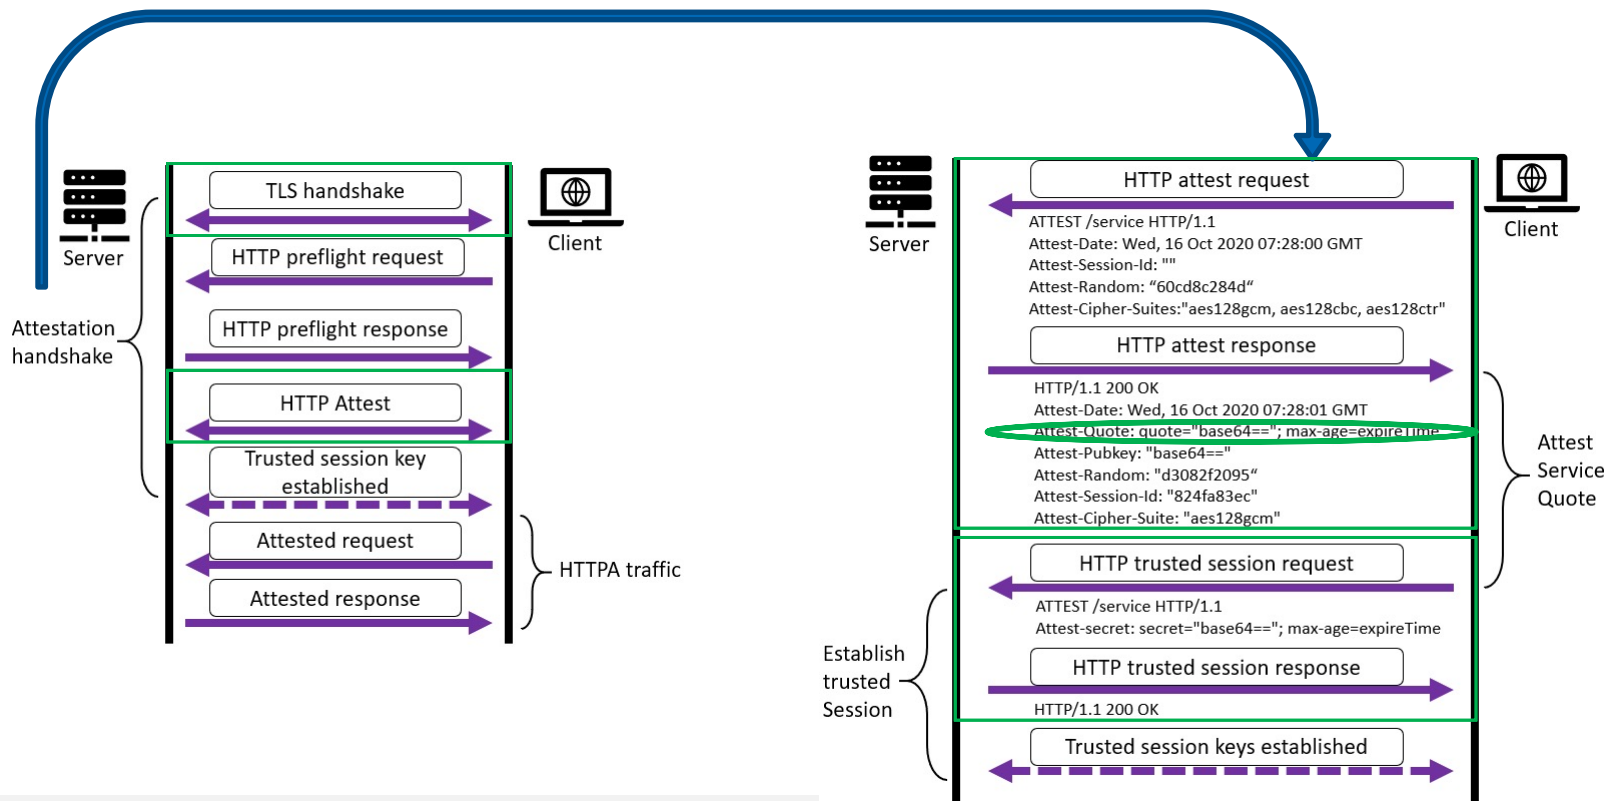 TLS handshake
Server
Client
HTTP preflight request
HTTP preflight response
Attestation
handshake
HTTP Attest
Trusted session key
established
Attested request
HTTPA traffic
Attested response
HTTP attest request
Server
Client
ATTEST /service HTTP/1.1
Attest-Date: Wed, 16 Oct 2020 07:28:00 GMT
Attest-Session-Id: ""
Attest-Random: “60cd8c284d“
Attest-Cipher-Suites:"aes128gcm, aes128cbc, aes128ctr"
HTTP attest response
HTTP/1.1 200 OK
Attest-Date: Wed, 16 Oct 2020 07:28:01 GMT
Attest-Quote: quote="base64=="; max-age=expireTime
Attest-Pubkey: "base64=="
Attest-Random: "d3082f2095“
Attest-Session-Id: "824fa83ec"
Attest-Cipher-Suite: "aes128gcm"
Attest
Service
Quote
HTTP trusted session request
ATTEST /service HTTP/1.1
Attest-secret: secret="base64=="; max-age=expireTime
HTTP trusted session response
HTTP/1.1 200 OK
Establish
trusted
Session
Trusted session keys established